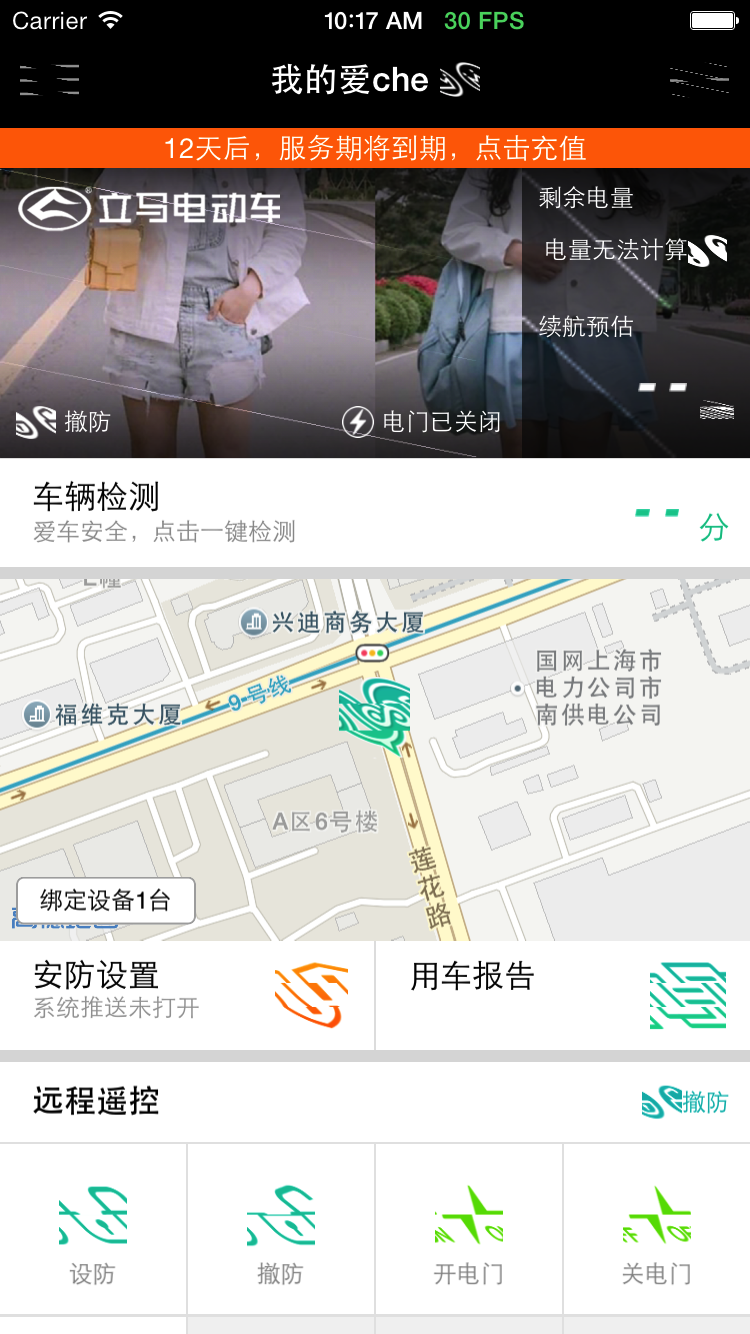 Carrier 10:17 AM 30 FPS
我的爱che
12天后，服务期将到期，点击充值
立马电动车
剩余电量
电量无法计算
续航预估
--
撤防
电门已关闭
车辆检测
爱车安全，点击一键检测
-- 分
兴迪商务大厦
国网上海市
电力公司市
南供电公司
9号线
福维克大厦
A区6号楼
莲花路
绑定设备1台
安防设置
系统推送未打开
用车报告
远程遥控
撤防
设防
撤防
开电门
关电门